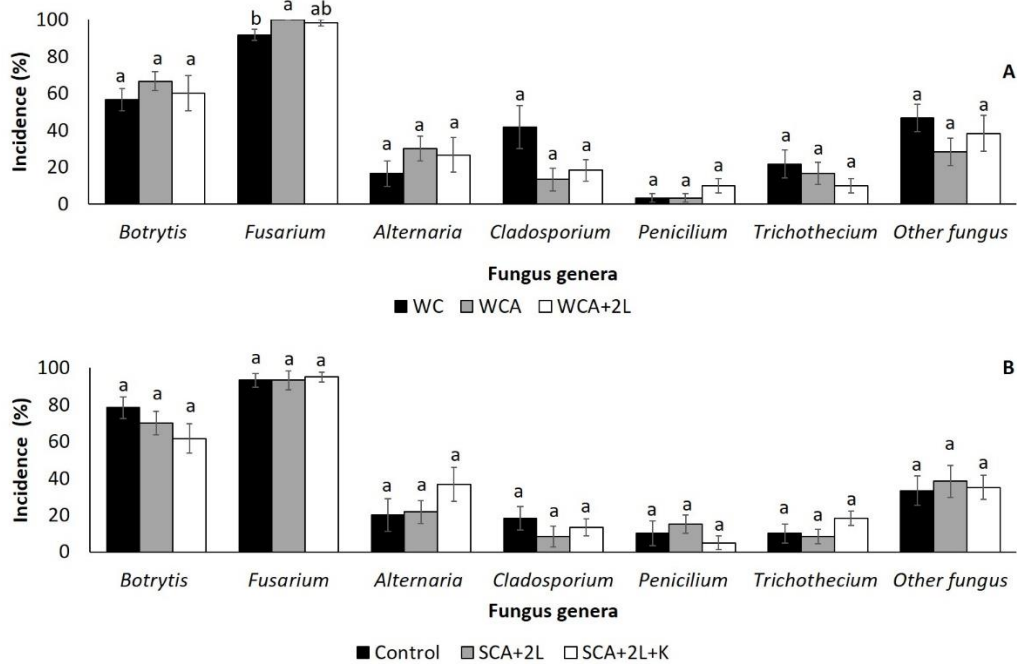 100
80
60
40
20
0
Incidence (%)
A
a a a
b a ab
a a a
a a a
a a a
a a a
a a a
Botrytis Fusarium Alternaria Cladosporium Penicilium Trichothecium Other fungus
Fungus genera
WC WCA WCA+2L
100
80
60
40
20
0
Incidence (%)
B
a a a
a a a
a a a
a a a
a a a
a a a
a a a
Botrytis Fusarium Alternaria Cladosporium Penicilium Trichothecium Other fungus
Fungus genera
Control SCA+2L SCA+2L+K